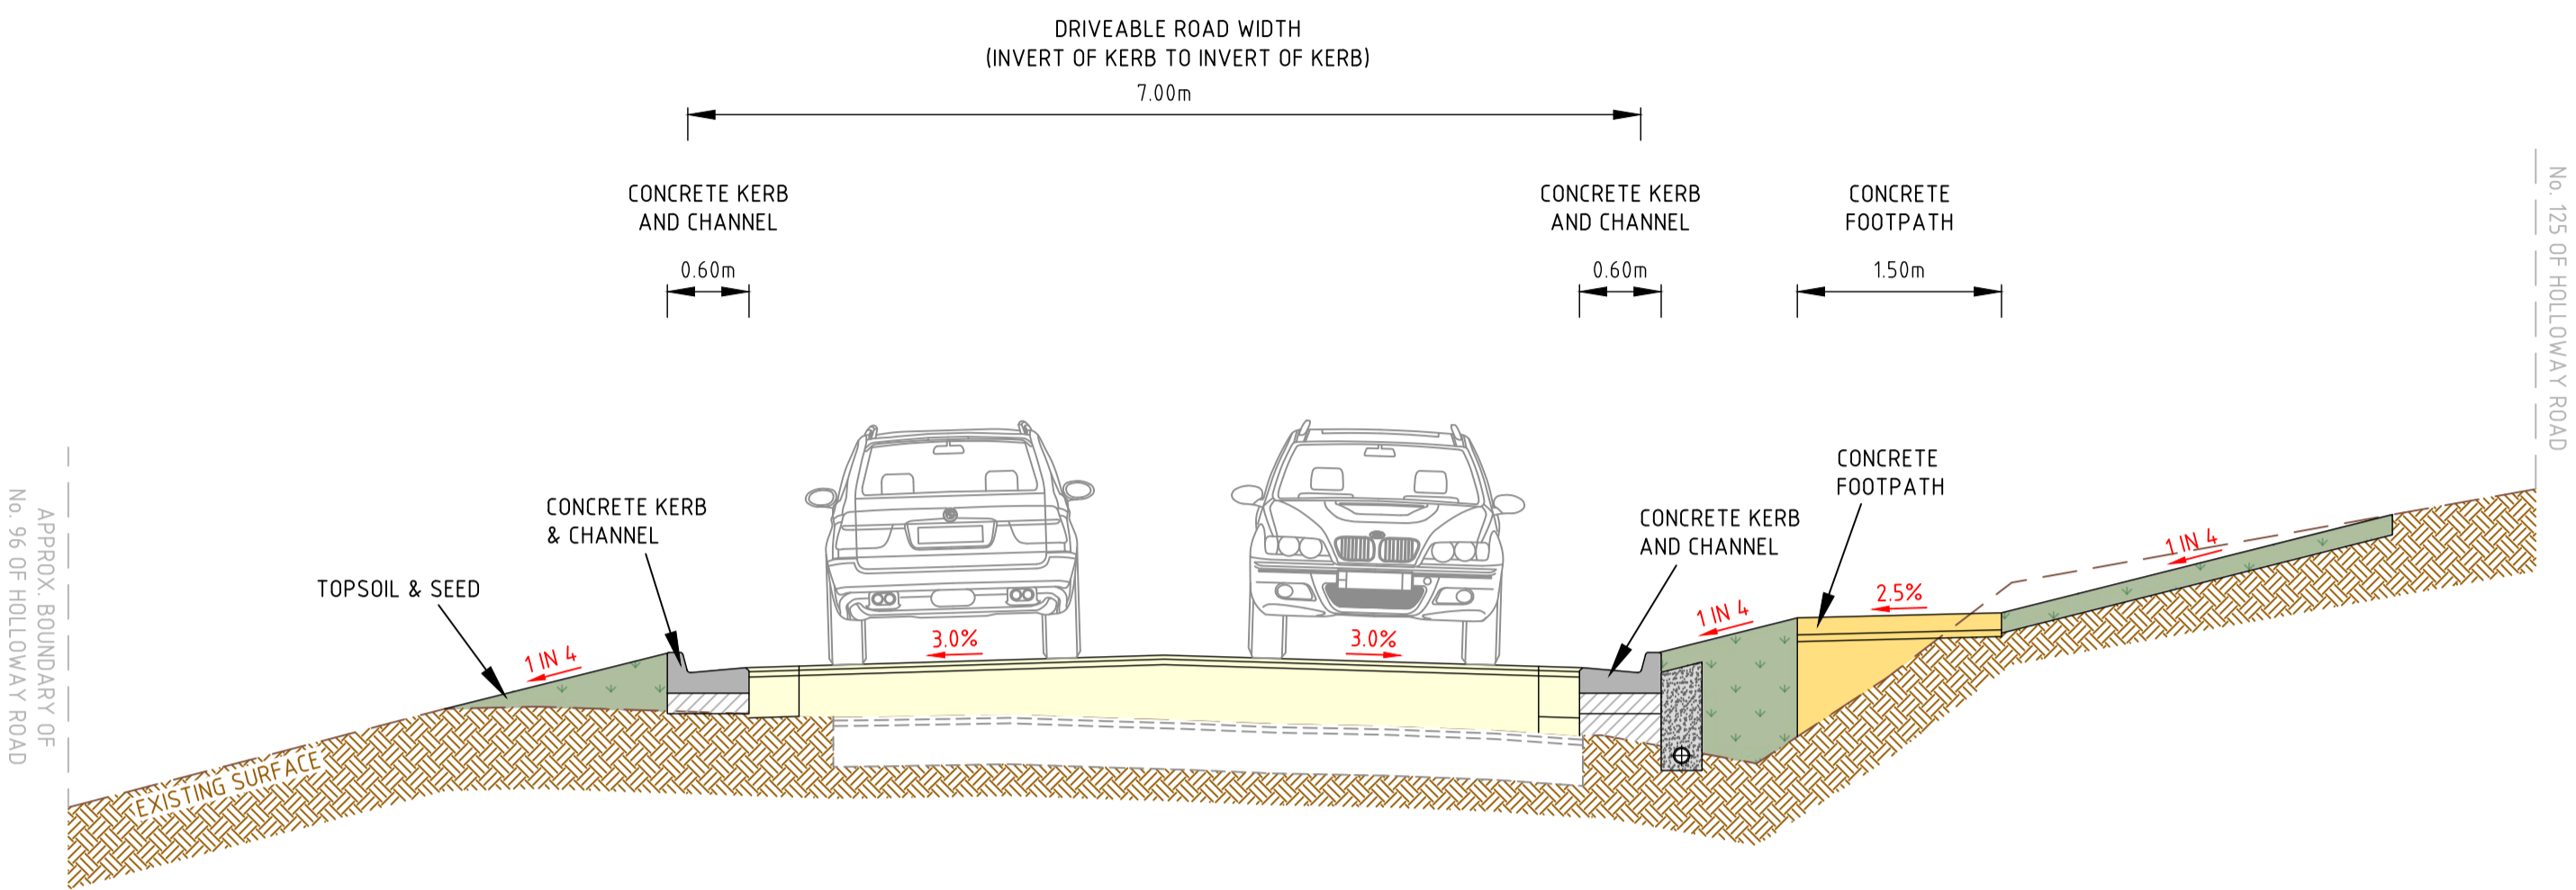 DRIVEABLE ROAD WIDTH
(INVERT OF KERB TO INVERT OF KERB)
7.00m
CONCRETE KERB
AND CHANNEL
0.60m
CONCRETE KERB
AND CHANNEL
0.60m
CONCRETE
FOOTPATH
1.50m
No. 125 OF HOLLOWAY ROAD
APPROX. BOUNDARY OF
No. 96 OF HOLLOWAY ROAD
TOPSOIL & SEED
CONCRETE KERB
& CHANNEL
CONCRETE KERB
AND CHANNEL
CONCRETE
FOOTPATH
1 IN 4
3.0%
3.0%
1 IN 4
2.5%
1 IN 4
EXISTING SURFACE